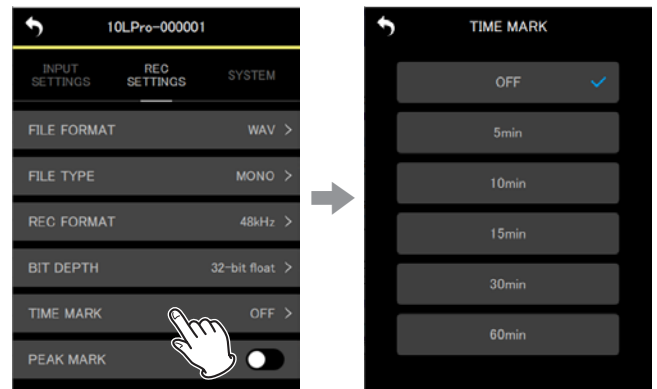 10LPro-000001
INPUT
SETTINGS
REC
SETTINGS
SYSTEM
FILE FORMAT WAV >
FILE TYPE MONO >
REC FORMAT 48kHz >
BIT DEPTH 32-bit float >
TIME MARK OFF >
PEAK MARK
TIME MARK
OFF
5min
10min
15min
30min
60min